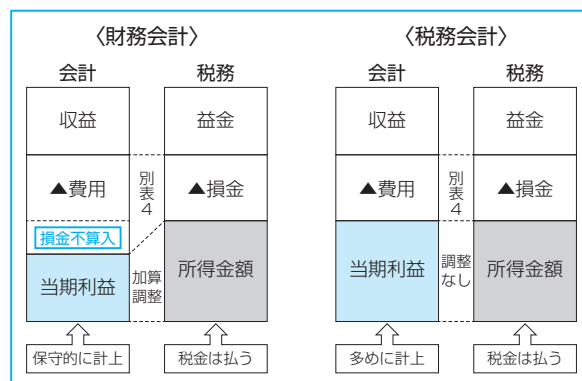 〈財務会計〉
会計
税務
収益
益金
▲費用
別表4
▲損金
損金不算入
当期利益
加算
調整
所得金額
保守的に計上
税金は払う
〈税務会計〉
会計
税務
収益
益金
▲費用
別表4
▲損金
当期利益
調整
なし
所得金額
多めに計上
税金は払う